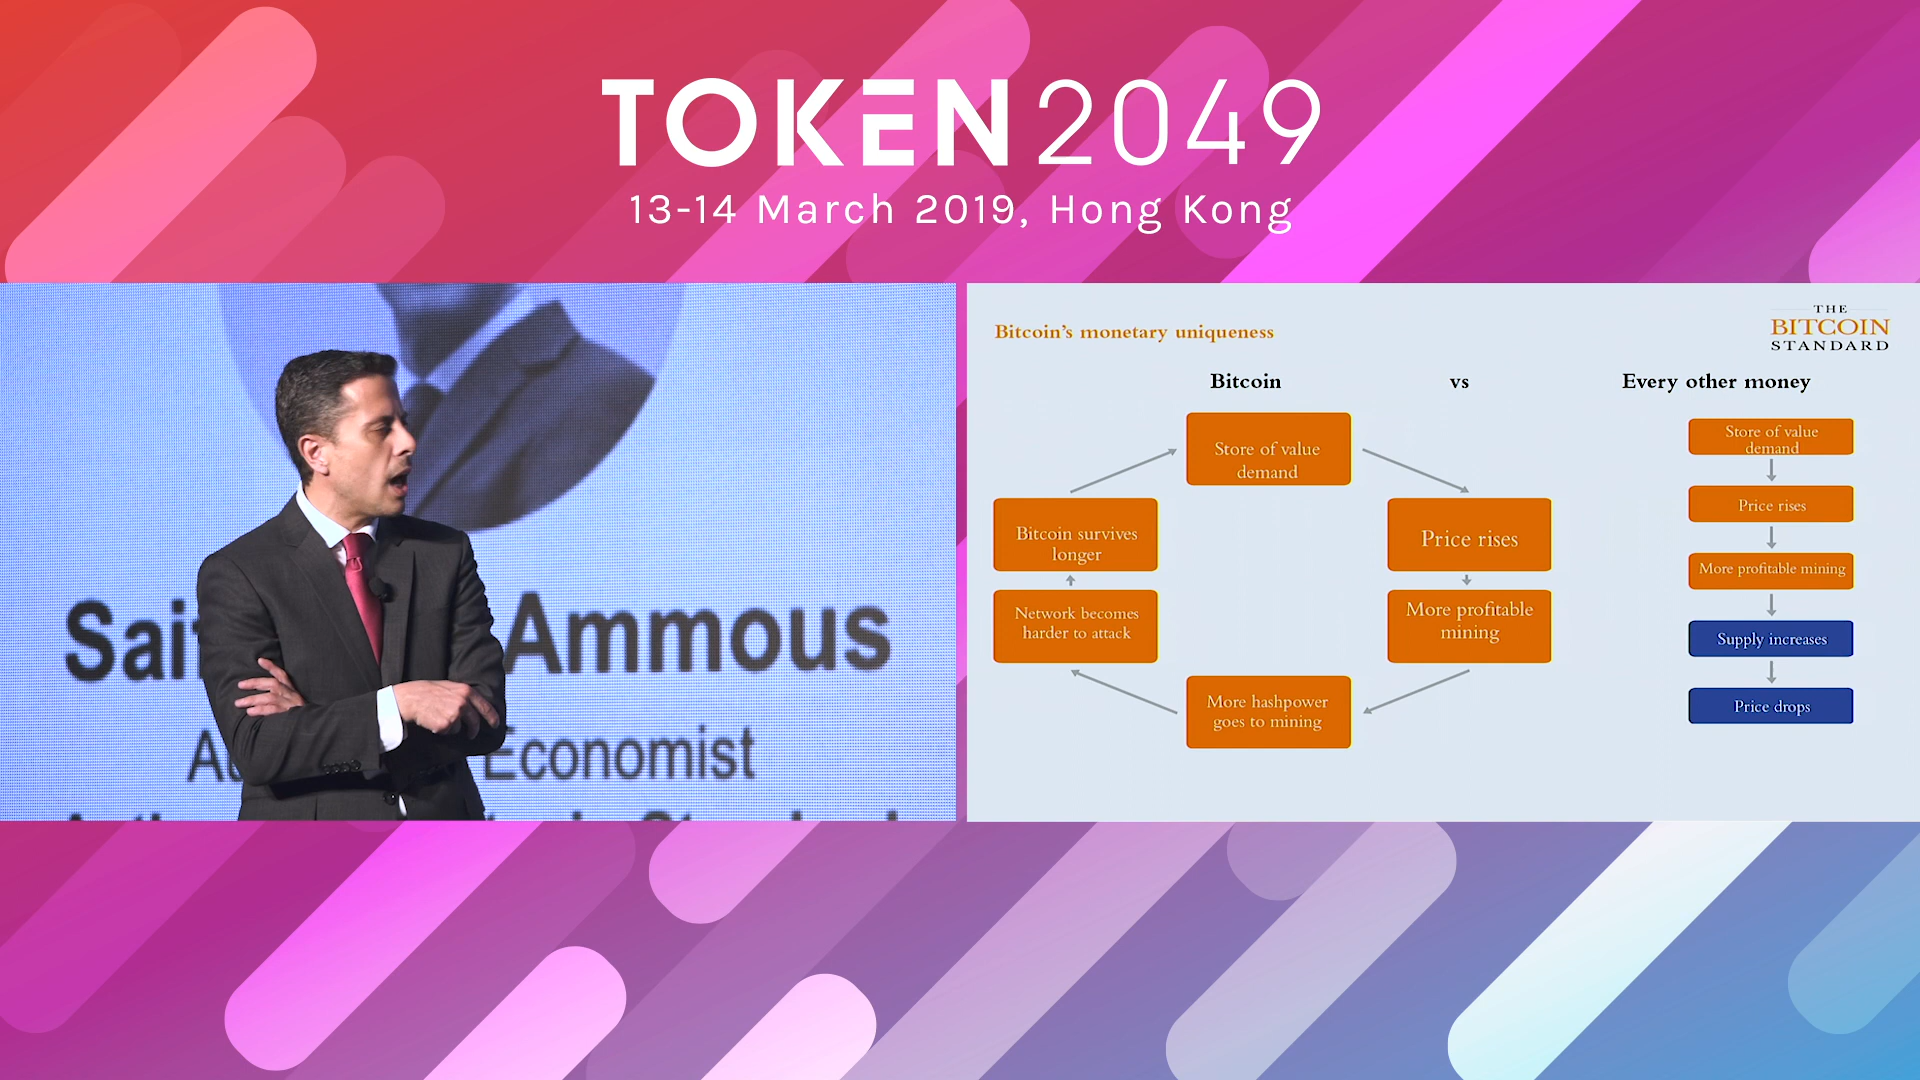 TOKEN2049
13-14 March 2019, Hong Kong
Ammous
Economist
Bitcoin's monetary uniqueness
THE
BITCOIN
STANDARD
Bitcoin vs Every other money
Store of value
demand
Price rises
More profitable
mining
More hashpower
goes to mining
Network becomes
harder to attack
Bitcoin survives
longer
Store of value
demand
Price rises
More profitable mining
Supply increases
Price drops